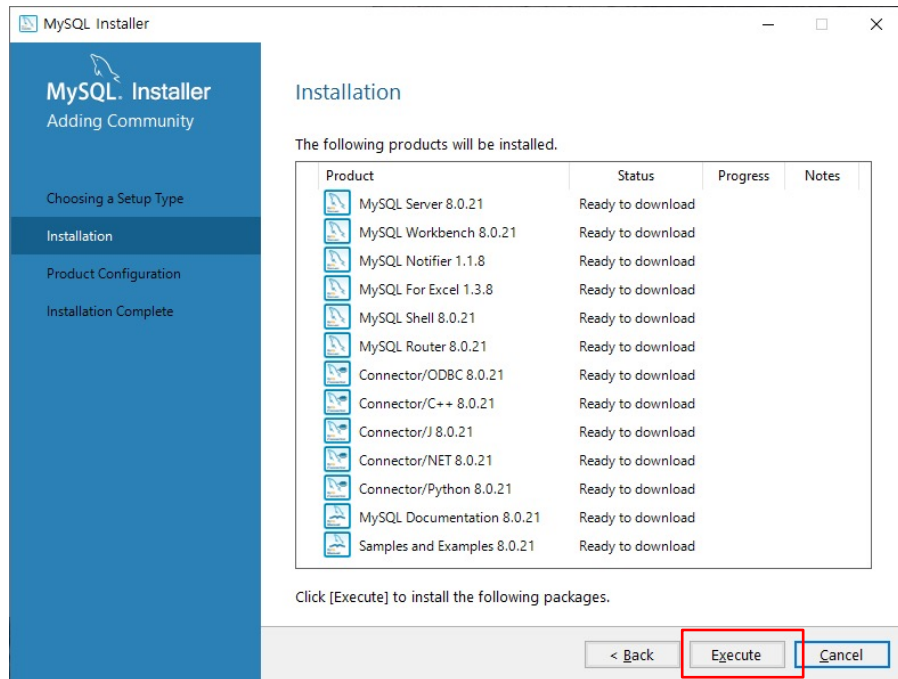 MySQL Installer
MySQL. Installer
Adding Community
Choosing a Setup Type
Installation
Product Configuration
Installation Complete
Installation
The following products will be installed.
Product Status Progress Notes
MySQL Server 8.0.21 Ready to download
MySQL Workbench 8.0.21 Ready to download
MySQL Notifier 1.1.8 Ready to download
MySQL For Excel 1.3.8 Ready to download
MySQL Shell 8.0.21 Ready to download
MySQL Router 8.0.21 Ready to download
Connector/ODBC 8.0.21 Ready to download
Connector/C++ 8.0.21 Ready to download
Connector/J 8.0.21 Ready to download
Connector/NET 8.0.21 Ready to download
Connector/Python 8.0.21 Ready to download
MySQL Documentation 8.0.21 Ready to download
Samples and Examples 8.0.21 Ready to download
Click [Execute] to install the following packages.
< Back Execute Cancel